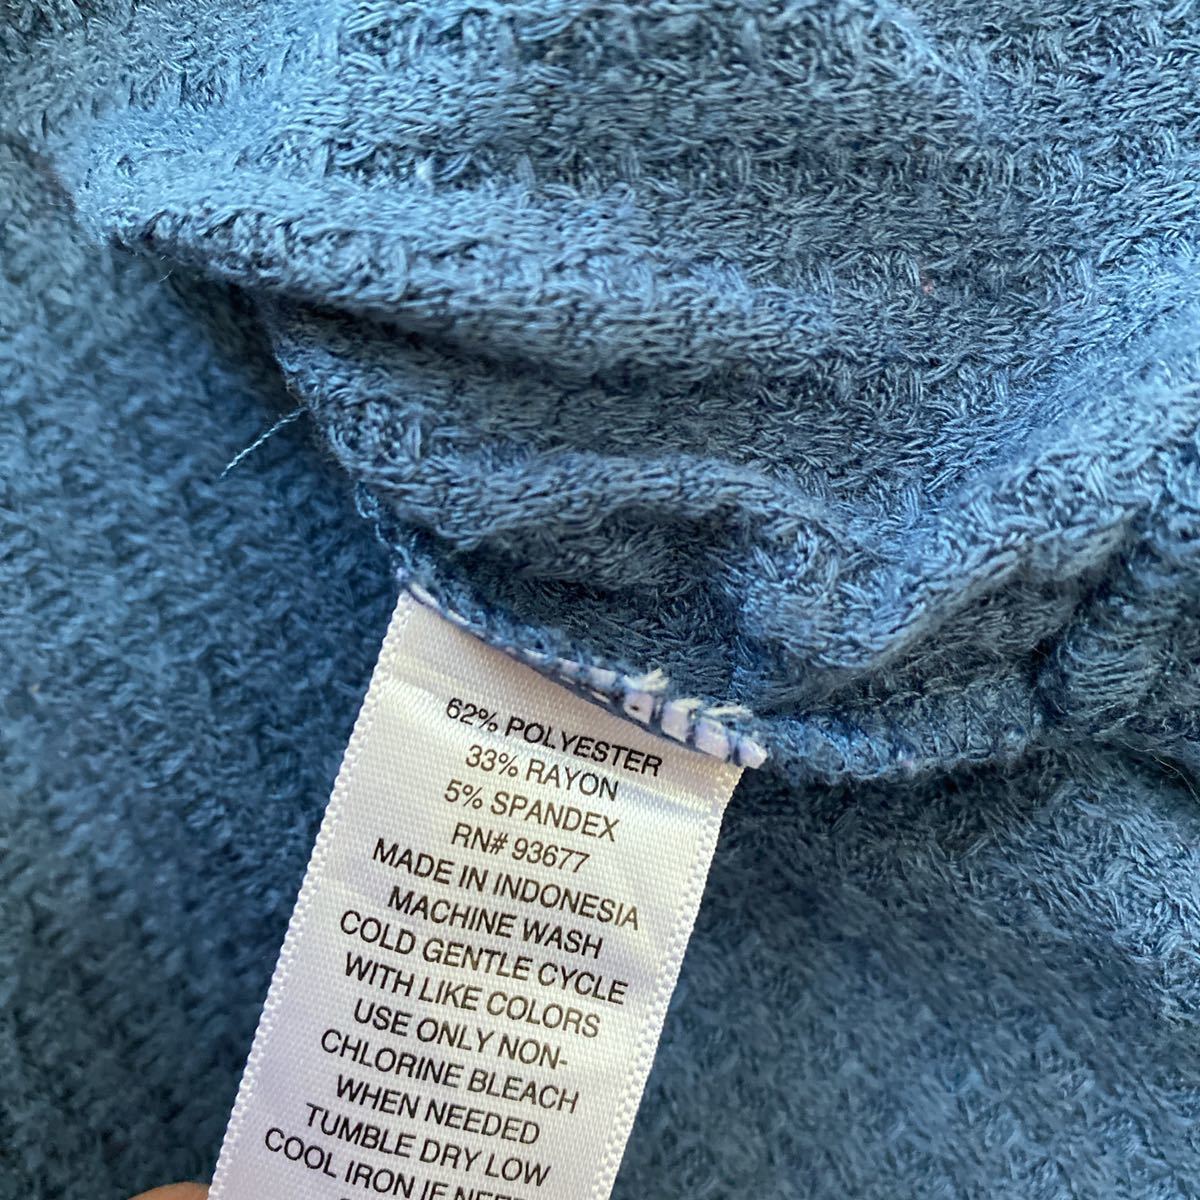 62% POLYESTER
33% RAYON
5% SPANDEX
RN# 93677
MADE IN INDONESIA
MACHINE WASH
COLD GENTLE CYCLE
WITH LIKE COLORS
USE ONLY NON-
CHLORINE BLEACH
WHEN NEEDED
TUMBLE DRY LOW
COOL IRON IF